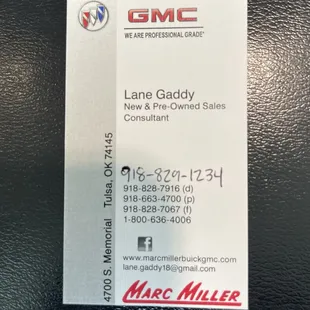 GMC
WE ARE PROFESSIONAL GRADE
Lane Gaddy
New & Pre-Owned Sales
Consultant
918-829-1234
918-828-7916 (d)
918-663-4700 (p)
918-828-7067 (f)
1-800-636-4006
f
www.marcmillerbuickgmc.com
lane.gaddy18@gmail.com
MARC MILLER
4700 S. Memorial Tulsa, OK 74145